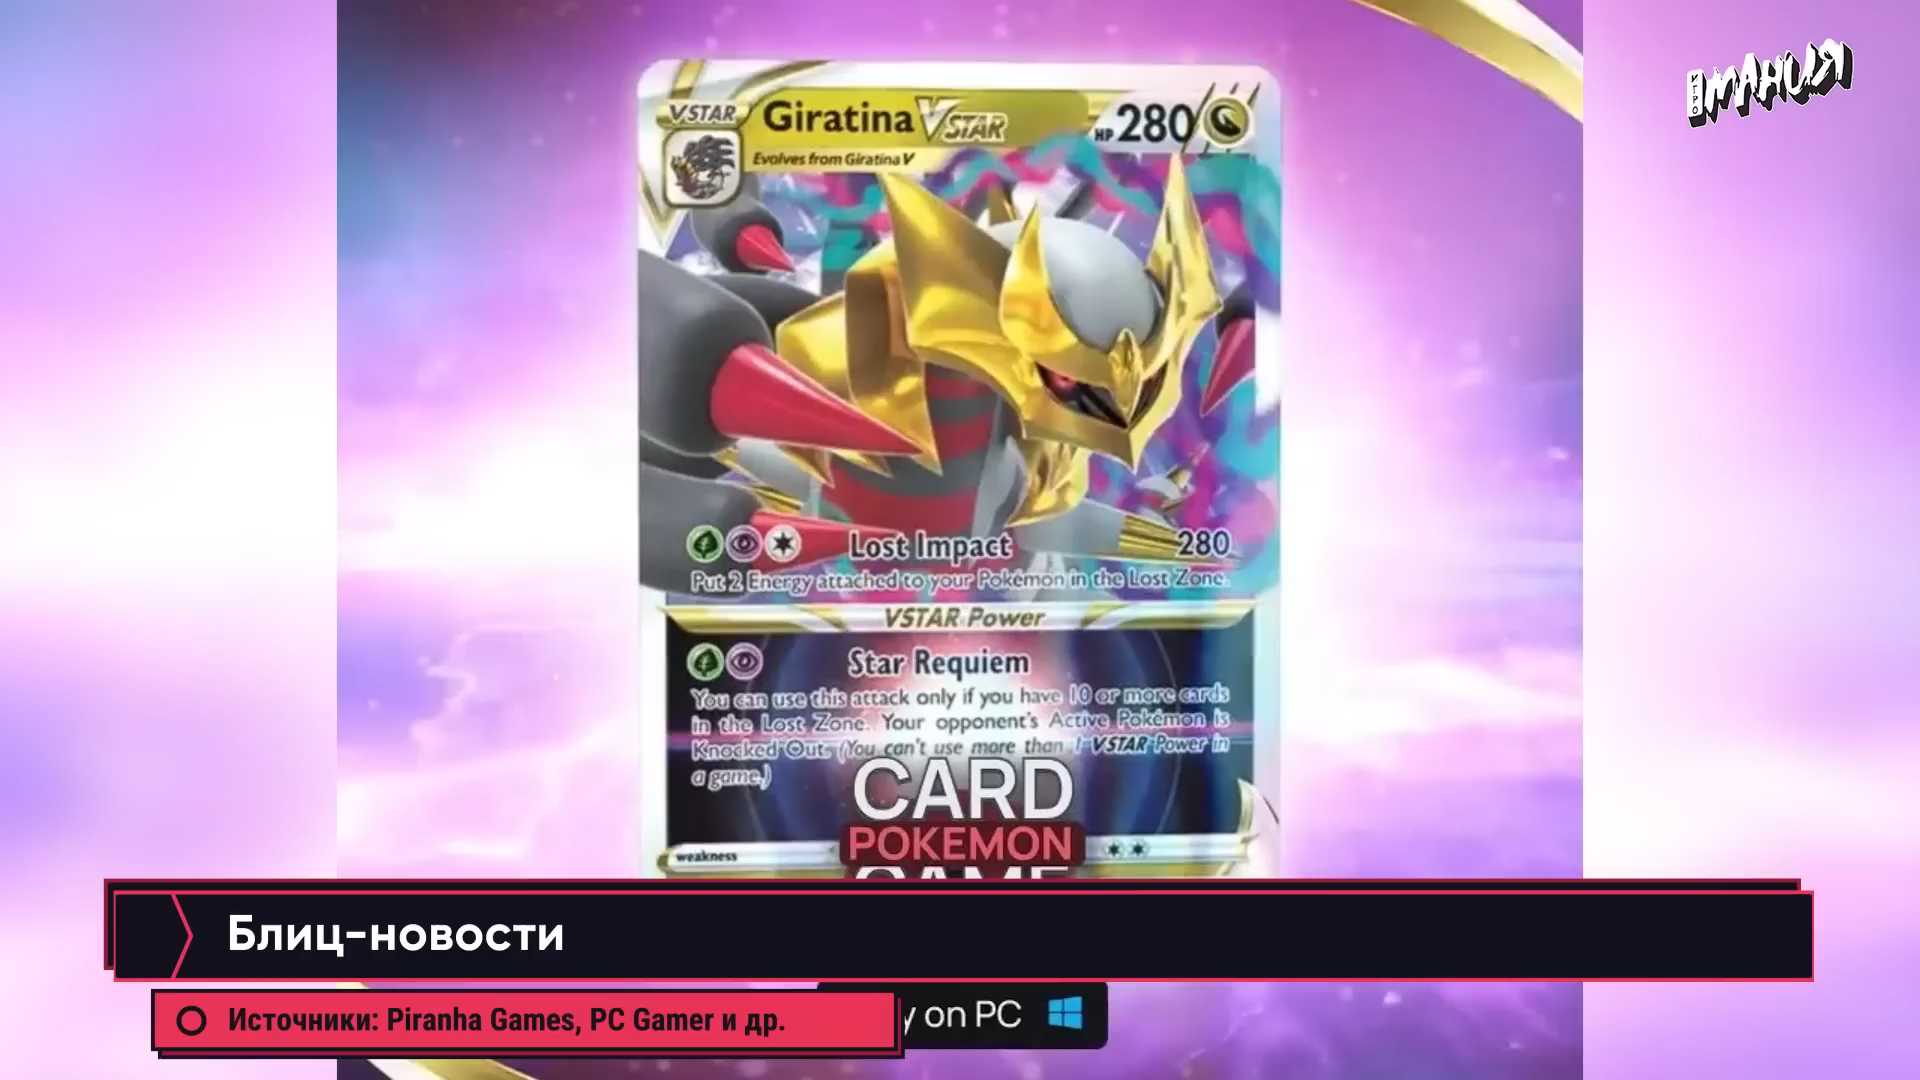 ИГРО
МАНИЯ
VSTAR
Giratina VSTAR
HP 280
Evolves from Giratina V
Lost Impact 280
Put 2 Energy attached to your Pokémon in the Lost Zone.
VSTAR Power
Star Requiem
You can use this attack only if you have 10 or more cards
in the Lost Zone. Your opponent's Active Pokémon is
Knocked Out. (You can't use more than 1 VSTAR Power in
a game.)
CARD
POKEMON
GAME
weakness
Блиц-новости
Источники: Piranha Games, PC Gamer и др.
y on PC